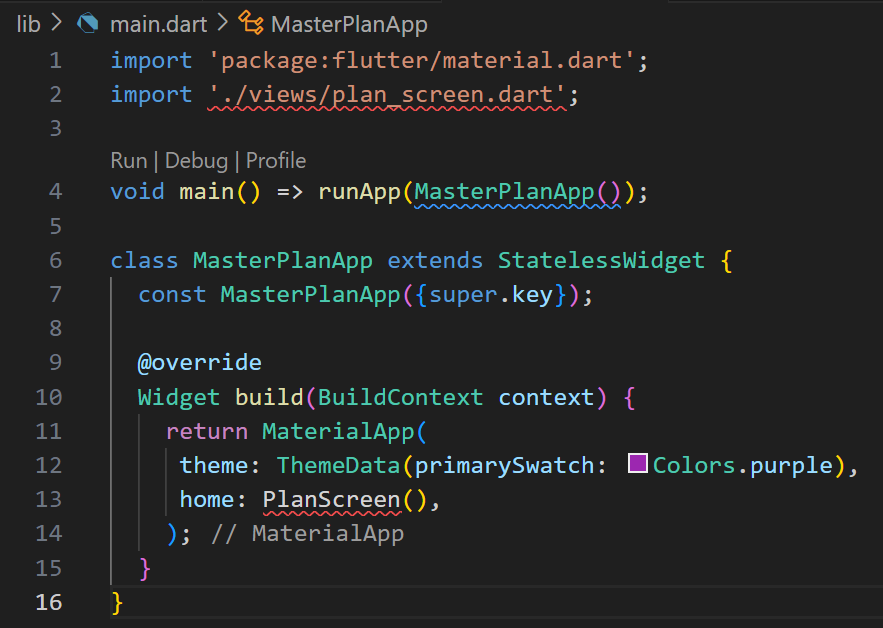 lib > main.dart > MasterPlanApp
1 import 'package:flutter/material.dart';
2 import './views/plan_screen.dart';
3
Run | Debug | Profile
4 void main() => runApp(MasterPlanApp());
5
6 class MasterPlanApp extends StatelessWidget {
7   const MasterPlanApp({super.key});
8
9   @override
10   Widget build(BuildContext context) {
11     return MaterialApp(
12      theme: ThemeData(primarySwatch: Colors.purple),
13      home: PlanScreen(),
14     ); // MaterialApp
15   }
16 }